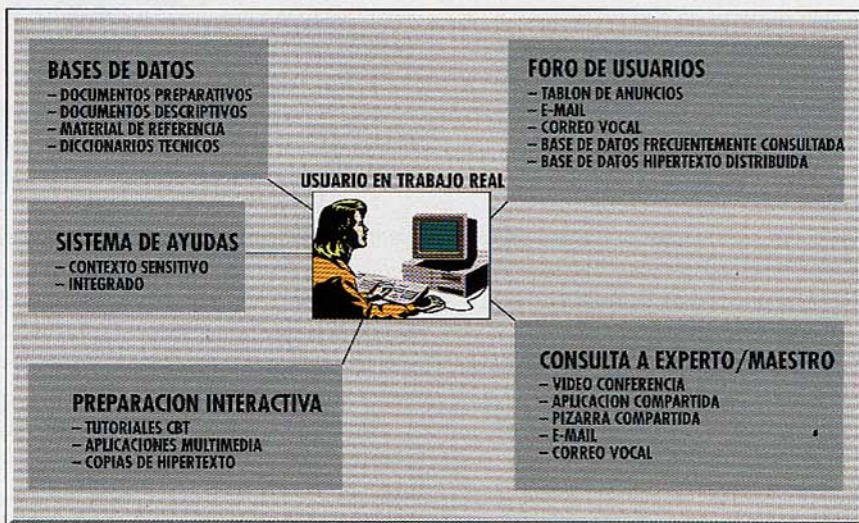 BASES DE DATOS
– DOCUMENTOS PREPARATIVOS
– DOCUMENTOS DESCRIPTIVOS
– MATERIAL DE REFERENCIA
– DICCIONARIOS TECNICOS
FORO DE USUARIOS
– TABLON DE ANUNCIOS
– E-MAIL
– CORREO VOCAL
– BASE DE DATOS FRECUENTEMENTE CONSULTADA
– BASE DE DATOS HIPERTEXTO DISTRIBUIDA
USUARIO EN TRABAJO REAL
SISTEMA DE AYUDAS
– CONTEXTO SENSITIVO
– INTEGRADO
PREPARACION INTERACTIVA
– TUTORIALES CBT
– APLICACIONES MULTIMEDIA
– COPIAS DE HIPERTEXTO
CONSULTA A EXPERTO/MAESTRO
– VIDEO CONFERENCIA
– APLICACION COMPARTIDA
– PIZARRA COMPARTIDA
– E-MAIL
– CORREO VOCAL